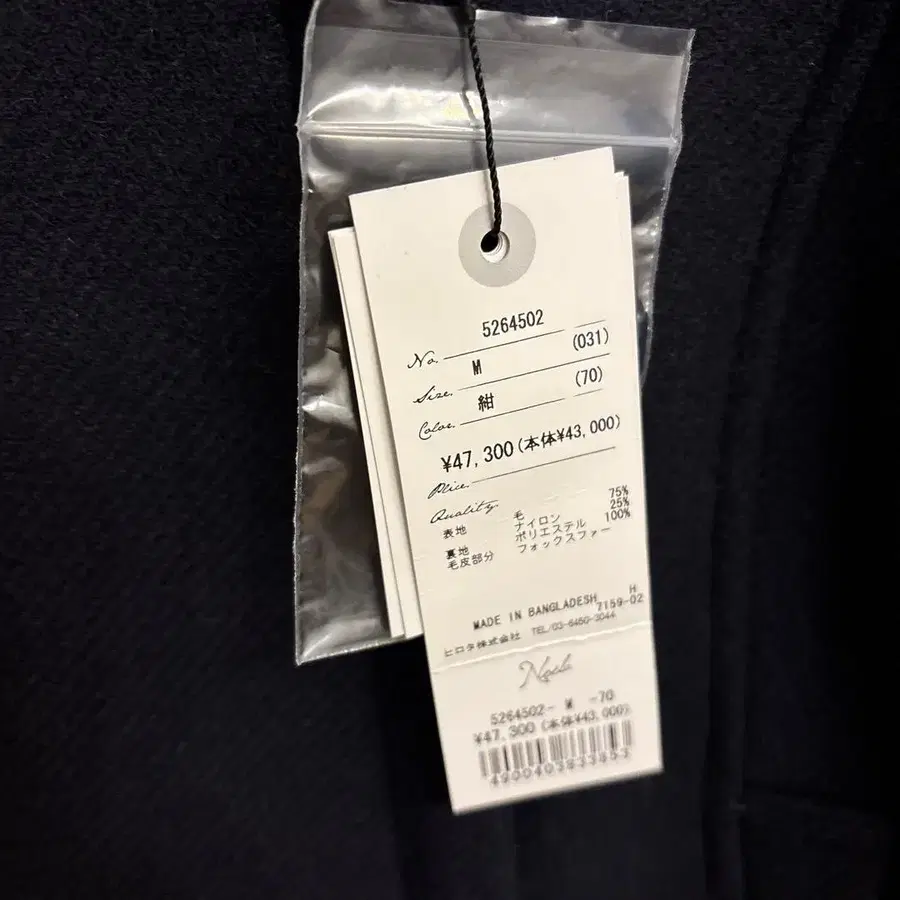 No. 5264502
Size. M (031)
Color. 紺 (70)
¥47,300(本体¥43,000)
Plice.
Quality.
表地 毛 75%
ナイロン 25%
裏地 ポリエステル 100%
毛皮部分 フォックスファー
MADE IN BANGLADESH H
7159-02
ヒロタ株式会社 TEL/03-6450-3044
5264502- M -70
¥47,300(本体¥43,000)